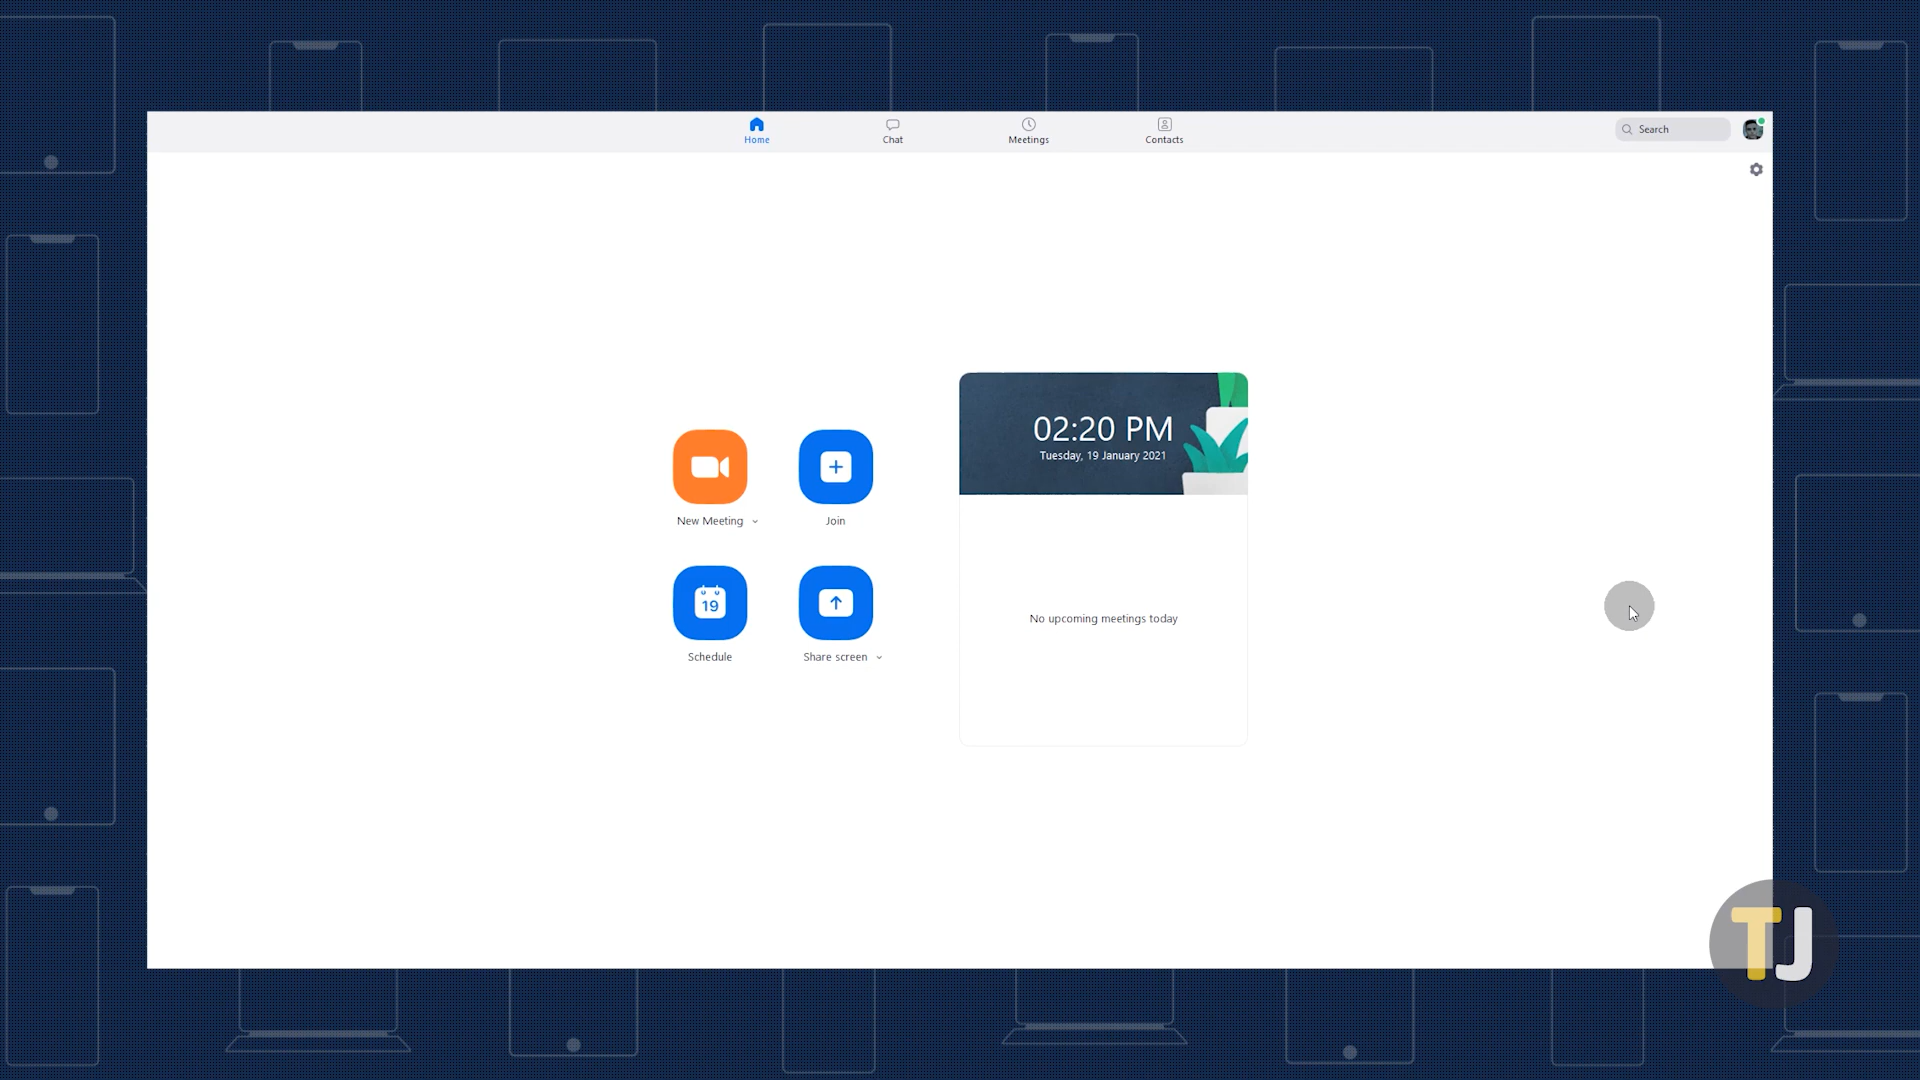 Home
Chat
Meetings
Contacts
Search
New Meeting
Join
19
Schedule
Share screen
02:20 PM
Tuesday, 19 January 2021
No upcoming meetings today
TJ